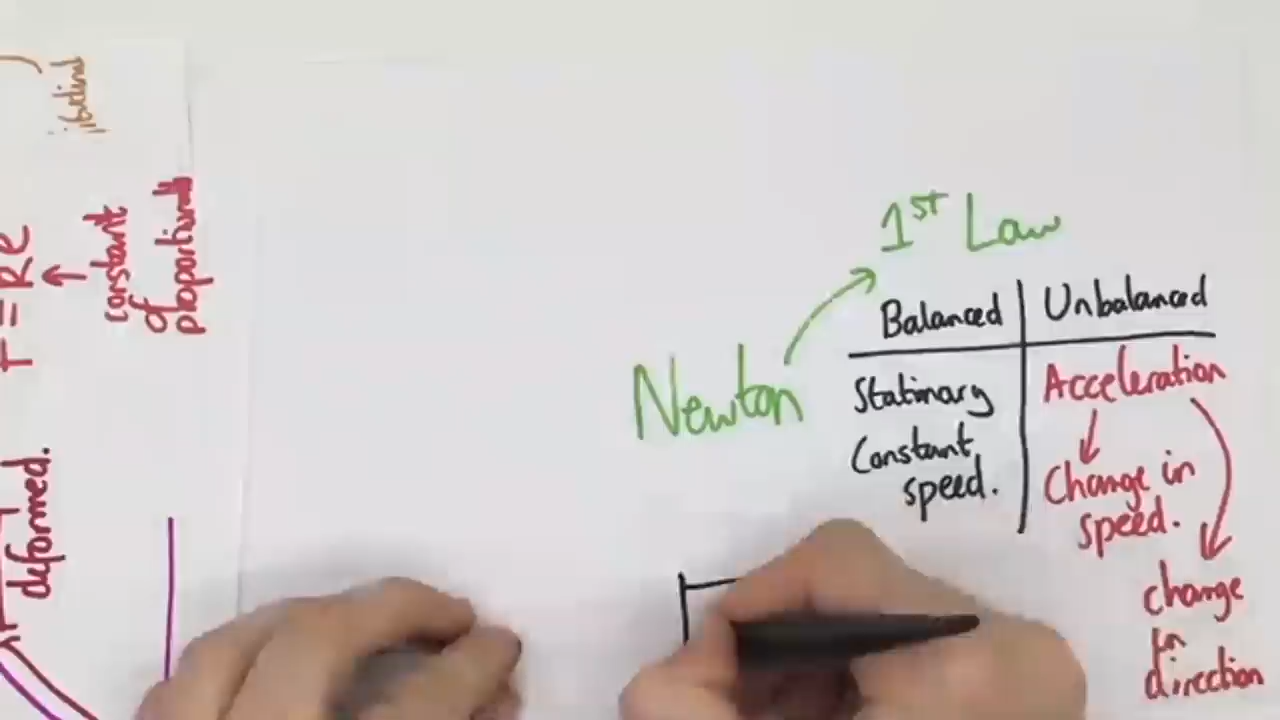 1st Law
Balanced Unbalanced
Newton
Stationary Acceleration
Constant
speed.
Change in
speed.
change
in
direction
F = Ke
constant
of
deformed.